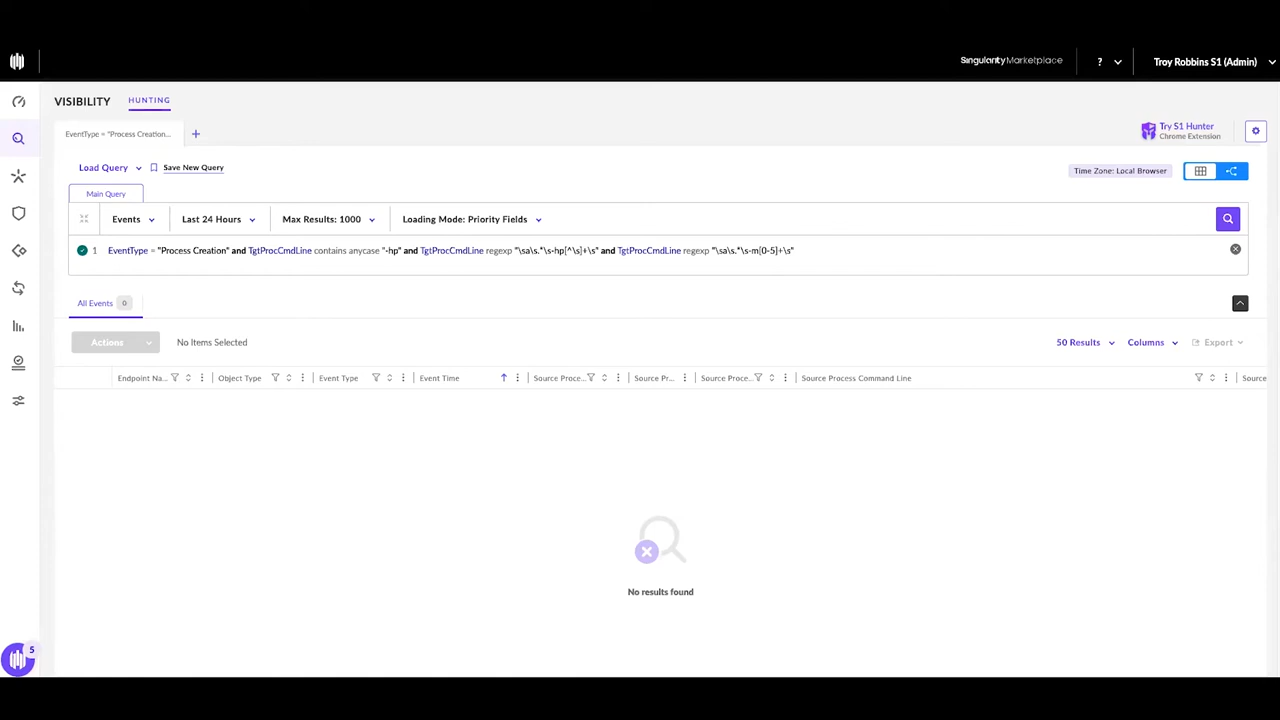 Singularity Marketplace
?
Troy Robbins S1 (Admin)
VISIBILITY
HUNTING
EventType = "Process Creation...
+
Try S1 Hunter
Chrome Extension
Load Query
Save New Query
Time Zone: Local Browser
Main Query
Events
Last 24 Hours
Max Results: 1000
Loading Mode: Priority Fields
1 EventType = "Process Creation" and TgtProcCmdLine contains anycase "-hp" and TgtProcCmdLine regexp "\sa\s.*\s-hp[^\s]+\s" and TgtProcCmdLine regexp "\sa\s.*\s-m[0-5]+\s"
All Events 0
Actions
No Items Selected
50 Results
Columns
Export
Endpoint Na...
Object Type
Event Type
Event Time
Source Proce...
Source Pr...
Source Proce...
Source Process Command Line
Source
No results found
5